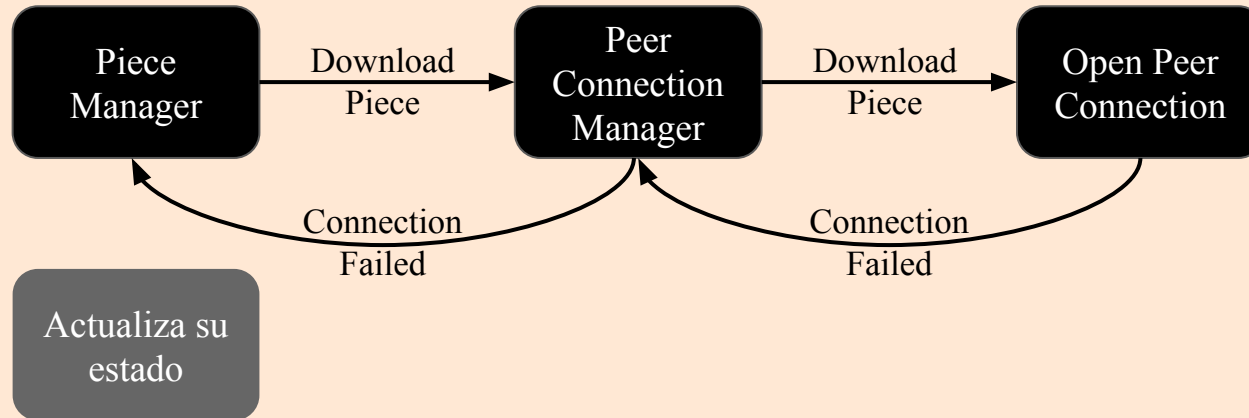 Piece
Manager
Download
Piece
Peer
Connection
Manager
Download
Piece
Open Peer
Connection
Connection
Failed
Connection
Failed
Actualiza su
estado